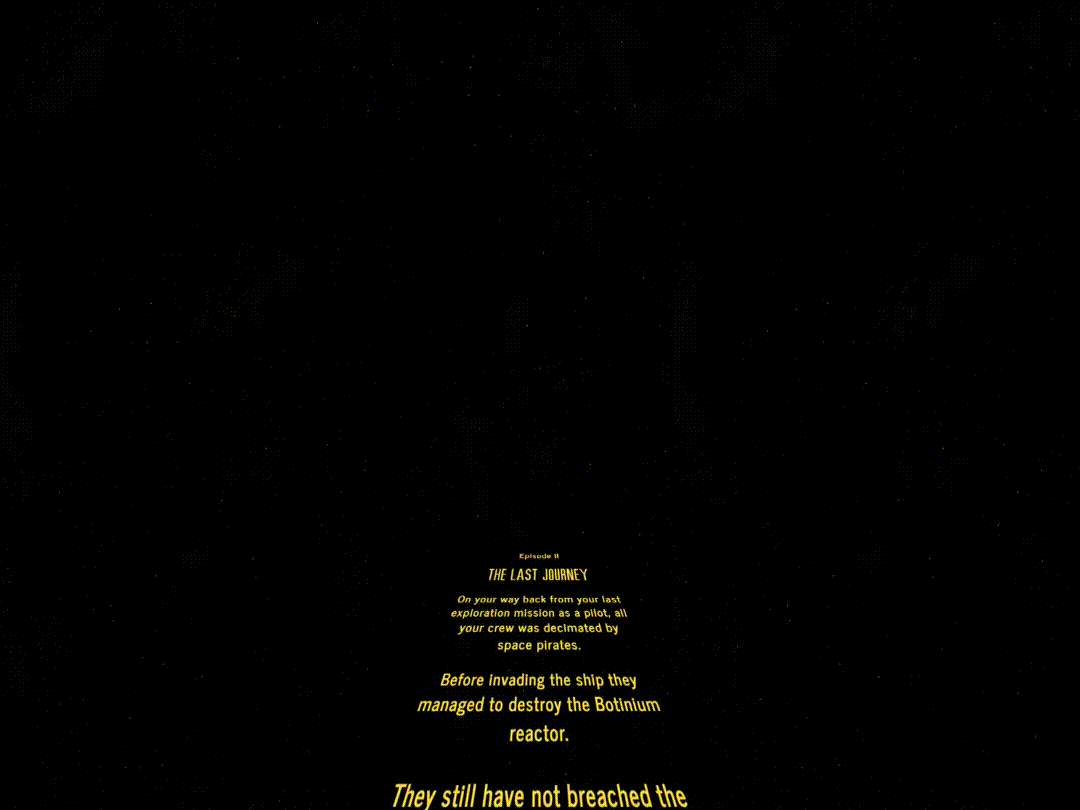 Episode II
THE LAST JOURNEY
On your way back from your last
exploration mission as a pilot, all
your crew was decimated by
space pirates.
Before invading the ship they
managed to destroy the Botinium
reactor.
They still have not breached the